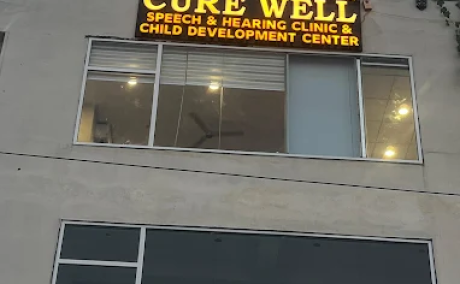 CURE WELL
SPEECH & HEARING CLINIC &
CHILD DEVELOPMENT CENTER